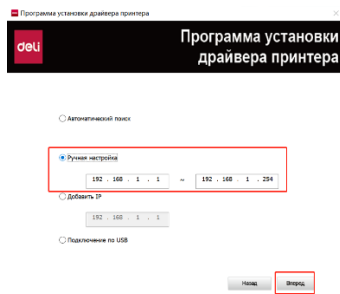 Программа установки драйвера принтера
deli
Программа установки
драйвера принтера
Автоматический поиск
Ручная настройка
192 . 168 . 1 . 1 – 192 . 168 . 1 . 254
Добавить IP
192 . 168 . 1 . 1
Подключение по USB
Назад Вперед